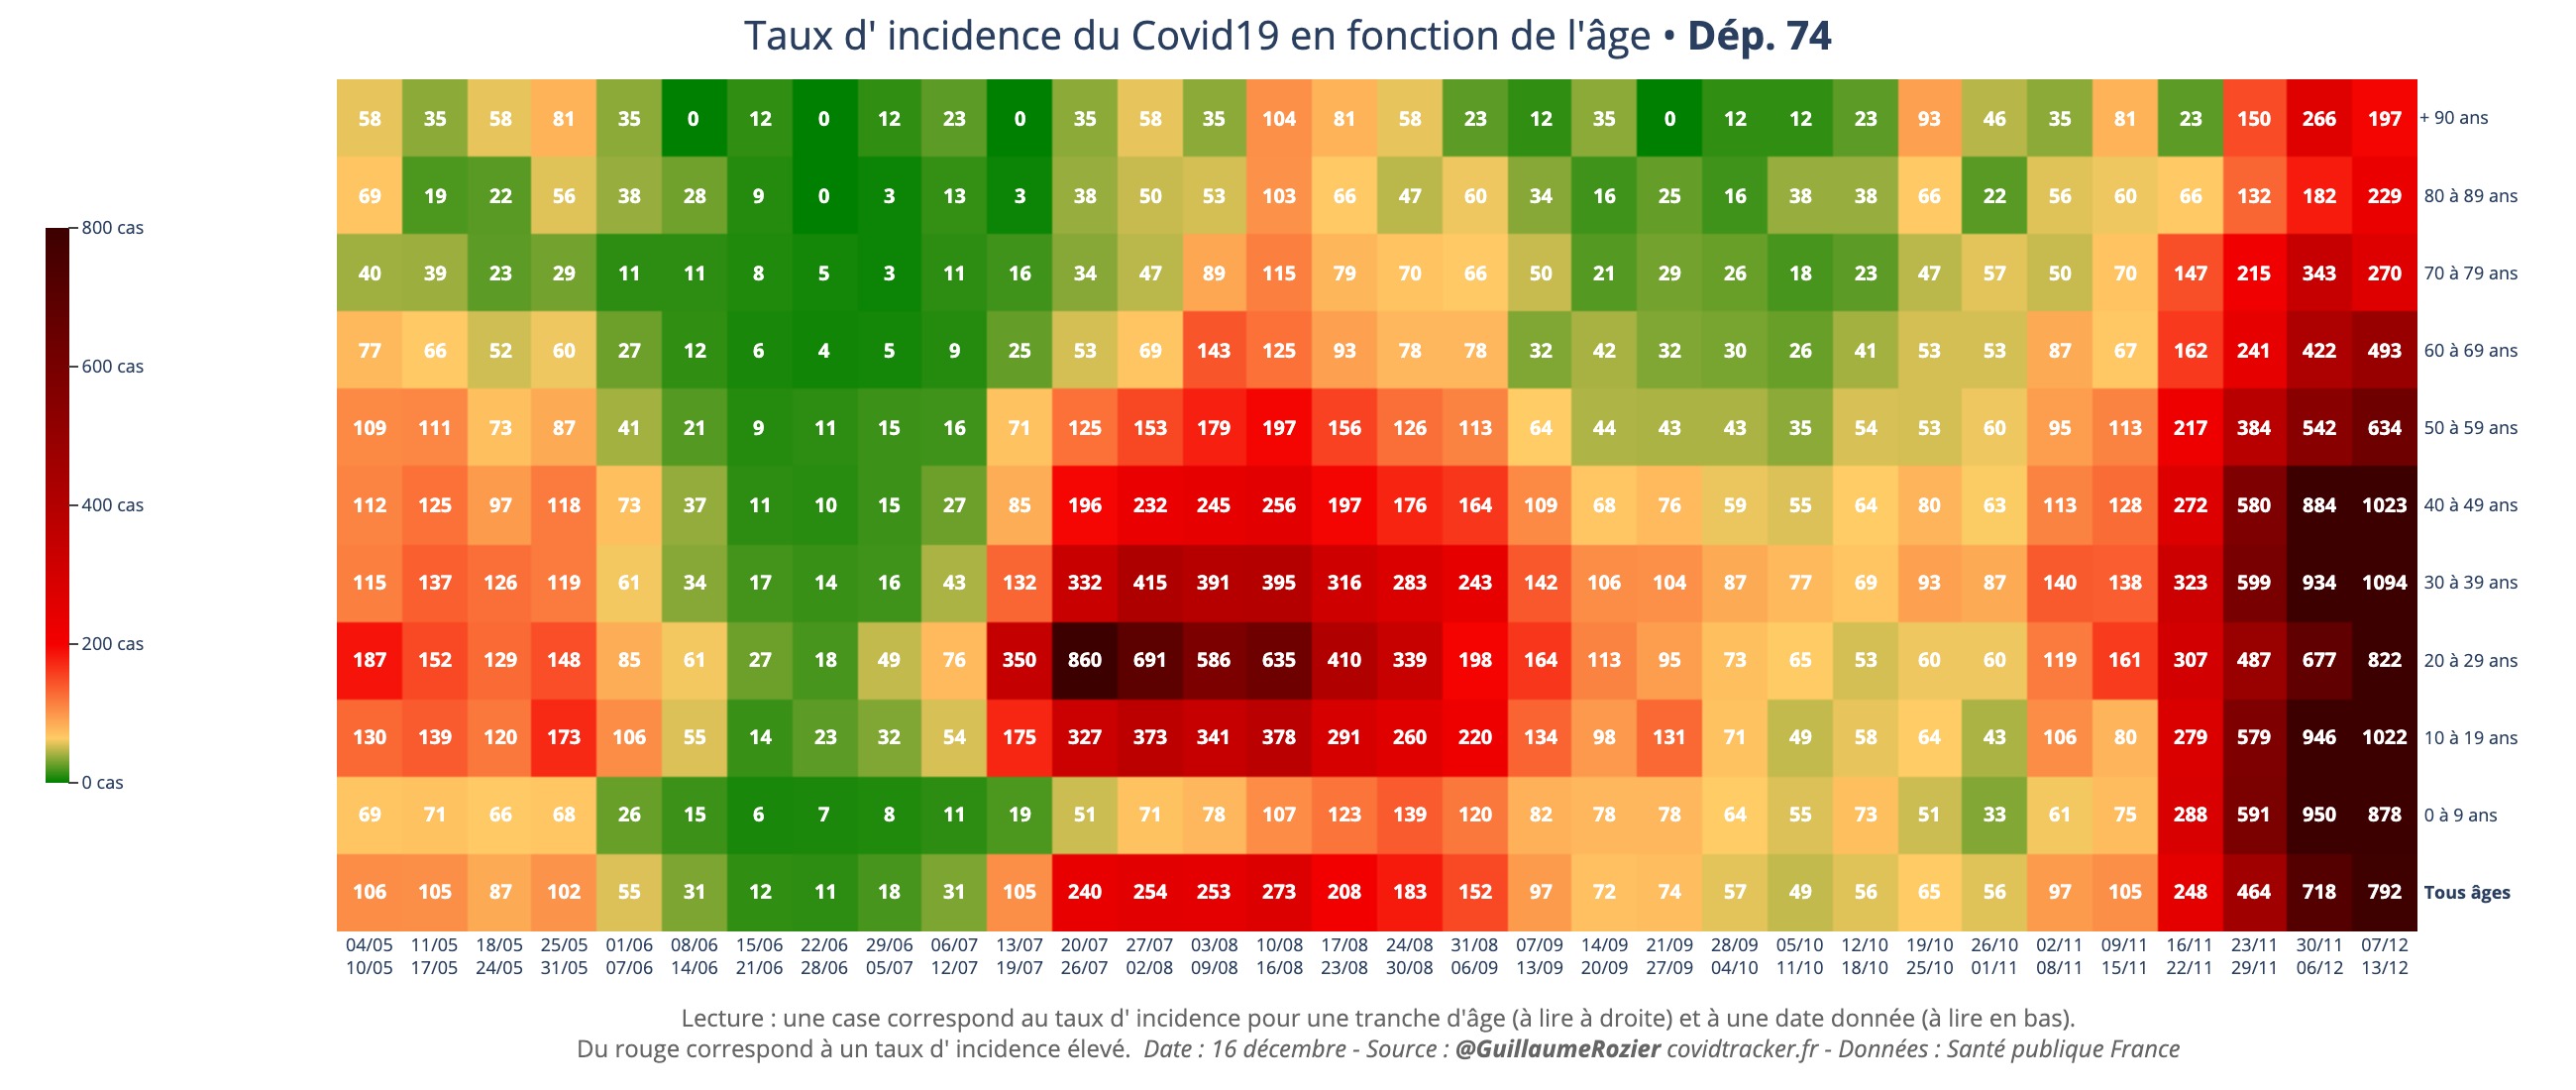 Taux d' incidence du Covid19 en fonction de l'âge • Dép. 74
58 35 58 81 35 0 12 0 12 23 0 35 58 35 104 81 58 23 12 35 0 12 12 23 93 46 35 81 23 150 266 197 + 90 ans
69 19 22 56 38 28 9 0 3 13 3 38 50 53 103 66 47 60 34 16 25 16 38 38 66 22 56 60 66 132 182 229 80 à 89 ans
800 cas
40 39 23 29 11 11 8 5 3 11 16 34 47 89 115 79 70 66 50 21 29 26 18 23 47 57 50 70 147 215 343 270 70 à 79 ans
77 66 52 60 27 12 6 4 5 9 25 53 69 143 125 93 78 78 32 42 32 30 26 41 53 53 87 67 162 241 422 493 60 à 69 ans
600 cas
109 111 73 87 41 21 9 11 15 16 71 125 153 179 197 156 126 113 64 44 43 43 35 54 53 60 95 113 217 384 542 634 50 à 59 ans
400 cas
112 125 97 118 73 37 11 10 15 27 85 196 232 245 256 197 176 164 109 68 76 59 55 64 80 63 113 128 272 580 884 1023 40 à 49 ans
115 137 126 119 61 34 17 14 16 43 132 332 415 391 395 316 283 243 142 106 104 87 77 69 93 87 140 138 323 599 934 1094 30 à 39 ans
200 cas
187 152 129 148 85 61 27 18 49 76 350 860 691 586 635 410 339 198 164 113 95 73 65 53 60 60 119 161 307 487 677 822 20 à 29 ans
130 139 120 173 106 55 14 23 32 54 175 327 373 341 378 291 260 220 134 98 131 71 49 58 64 43 106 80 279 579 946 1022 10 à 19 ans
0 cas
69 71 66 68 26 15 6 7 8 11 19 51 71 78 107 123 139 120 82 78 78 64 55 73 51 33 61 75 288 591 950 878 0 à 9 ans
106 105 87 102 55 31 12 11 18 31 105 240 254 253 273 208 183 152 97 72 74 57 49 56 65 56 97 105 248 464 718 792 Tous âges
04/05 11/05 18/05 25/05 01/06 08/06 15/06 22/06 29/06 06/07 13/07 20/07 27/07 03/08 10/08 17/08 24/08 31/08 07/09 14/09 21/09 28/09 05/10 12/10 19/10 26/10 02/11 09/11 16/11 23/11 30/11 07/12
10/05 17/05 24/05 31/05 07/06 14/06 21/06 28/06 05/07 12/07 19/07 26/07 02/08 09/08 16/08 23/08 30/08 06/09 13/09 20/09 27/09 04/10 11/10 18/10 25/10 01/11 08/11 15/11 22/11 29/11 06/12 13/12
Lecture : une case correspond au taux d' incidence pour une tranche d'âge (à lire à droite) et à une date donnée (à lire en bas).
Du rouge correspond à un taux d' incidence élevé. Date : 16 décembre - Source : @GuillaumeRozier covidtracker.fr - Données : Santé publique France